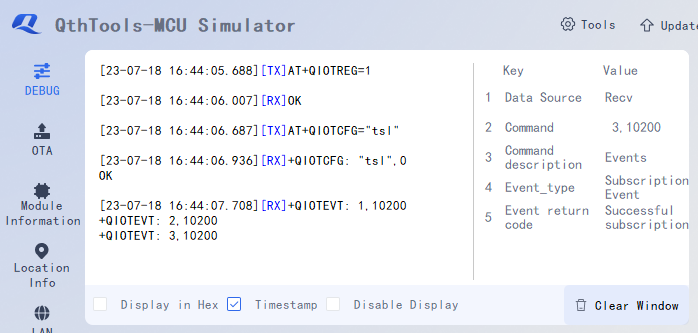 QthTools-MCU Simulator
Tools
Update
DEBUG
OTA
Module
Information
Location
Info
LAN
[23-07-18 16:44:05.688][TX]AT+QIOTREG=1
[23-07-18 16:44:06.007][RX]OK
[23-07-18 16:44:06.687][TX]AT+QIOTCFG="tsl"
[23-07-18 16:44:06.936][RX]+QIOTCFG: "tsl",0
OK
[23-07-18 16:44:07.708][RX]+QIOTEVT: 1,10200
+QIOTEVT: 2,10200
+QIOTEVT: 3,10200
Key Value
1 Data Source Recv
2 Command 3,10200
3 Command
description Events
4 Event_type Subscription
Event
5 Event return
code Successful
subscription
Display in Hex Timestamp Disable Display
Clear Window